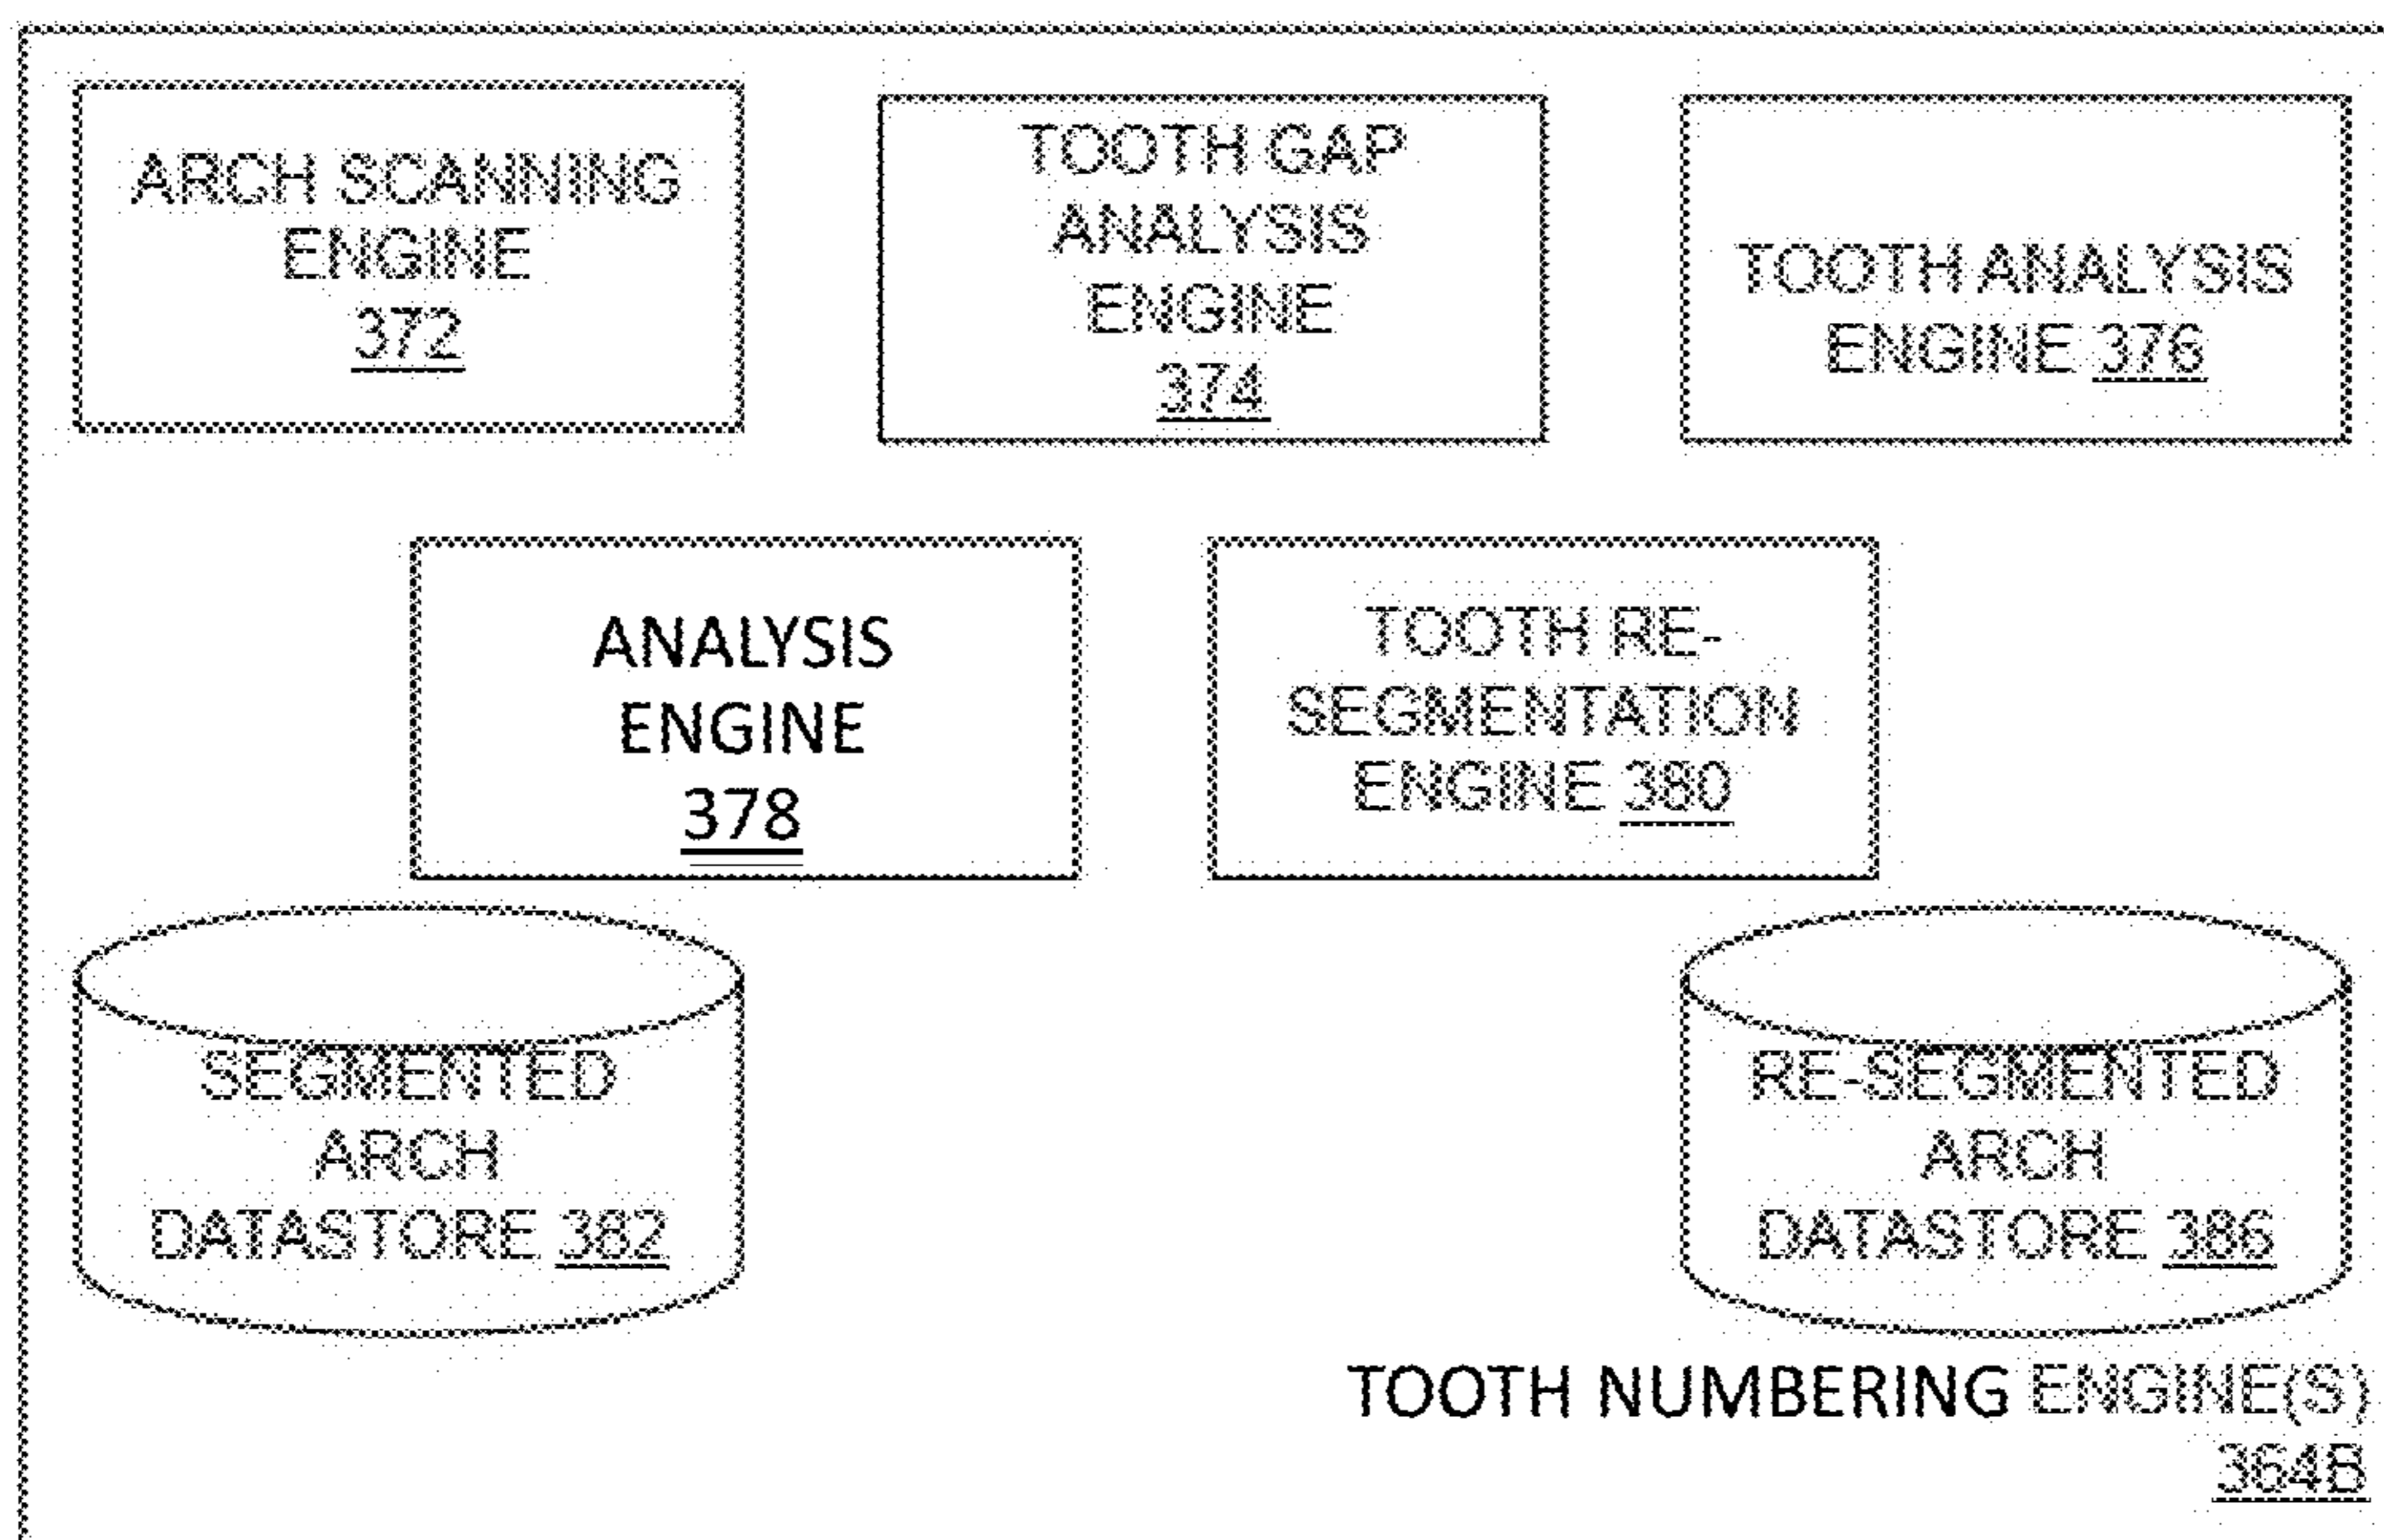 ARCH SCANNING
ENGINE
372
TOOTH GAP
ANALYSIS
ENGINE
374
TOOTH ANALYSIS
ENGINE 376
ANALYSIS
ENGINE
378
TOOTH RE-
SEGMENTATION
ENGINE 380
SEGMENTED
ARCH
DATASTORE 382
RE-SEGMENTED
ARCH
DATASTORE 386
TOOTH NUMBERING ENGINE(S)
364B